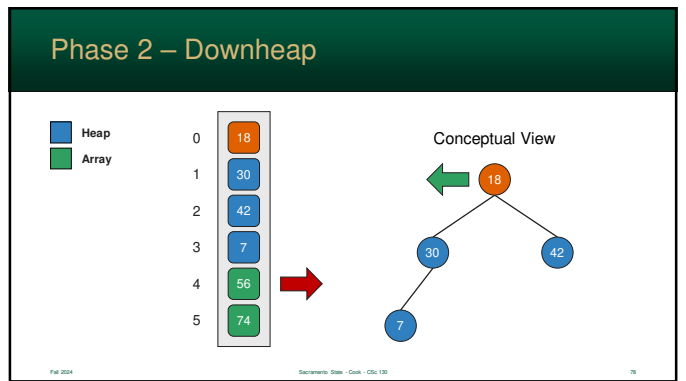 Phase 2 – Downheap
Heap
Array
0 18
1 30
2 42
3 7
4 56
5 74
Conceptual View
18
30 42
7
Fall 2024 Sacramento State - Cook - CSc 130 78